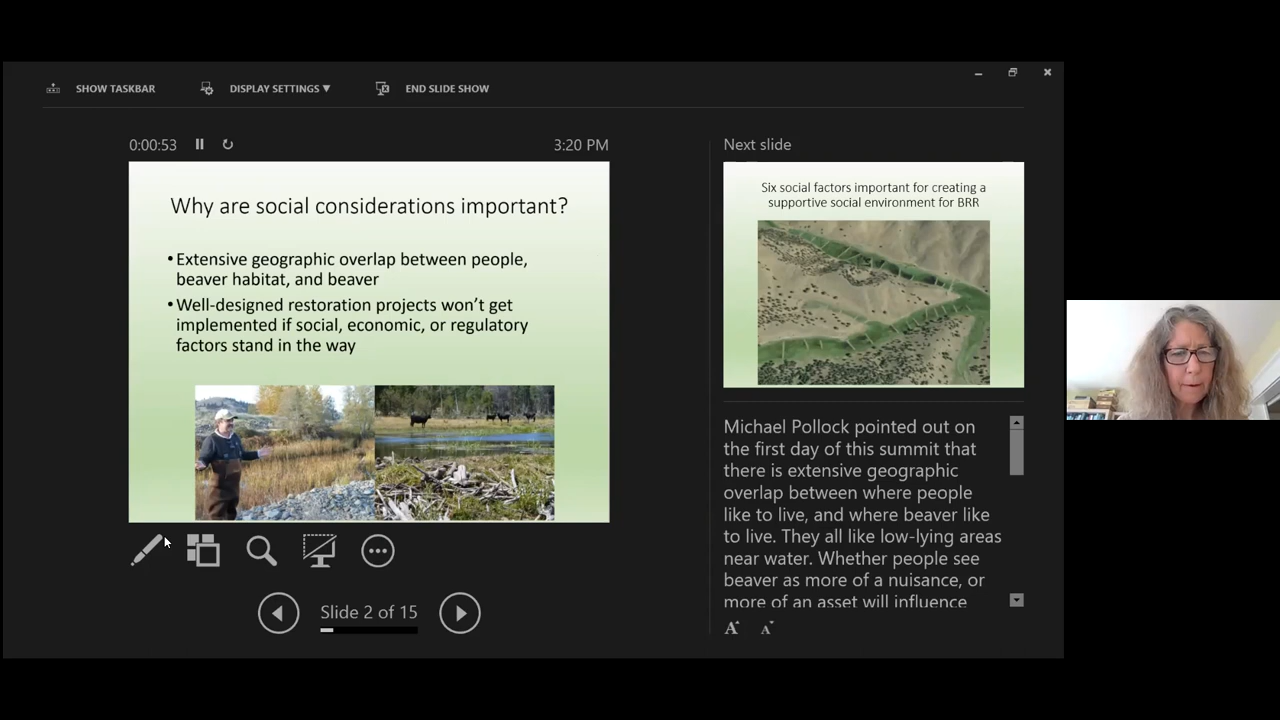 SHOW TASKBAR
DISPLAY SETTINGS ▼
END SLIDE SHOW
0:00:53
3:20 PM
Why are social considerations important?
•Extensive geographic overlap between people,
beaver habitat, and beaver
•Well-designed restoration projects won't get
implemented if social, economic, or regulatory
factors stand in the way
Slide 2 of 15
Next slide
Six social factors important for creating a
supportive social environment for BRR
Michael Pollock pointed out on
the first day of this summit that
there is extensive geographic
overlap between where people
like to live, and where beaver like
to live. They all like low-lying areas
near water. Whether people see
beaver as more of a nuisance, or
more of an asset will influence
A
A